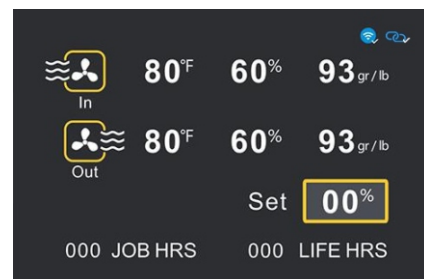 80°F 60% 93 gr/lb
In
80°F 60% 93 gr/lb
Out
Set 00%
000 JOB HRS 000 LIFE HRS